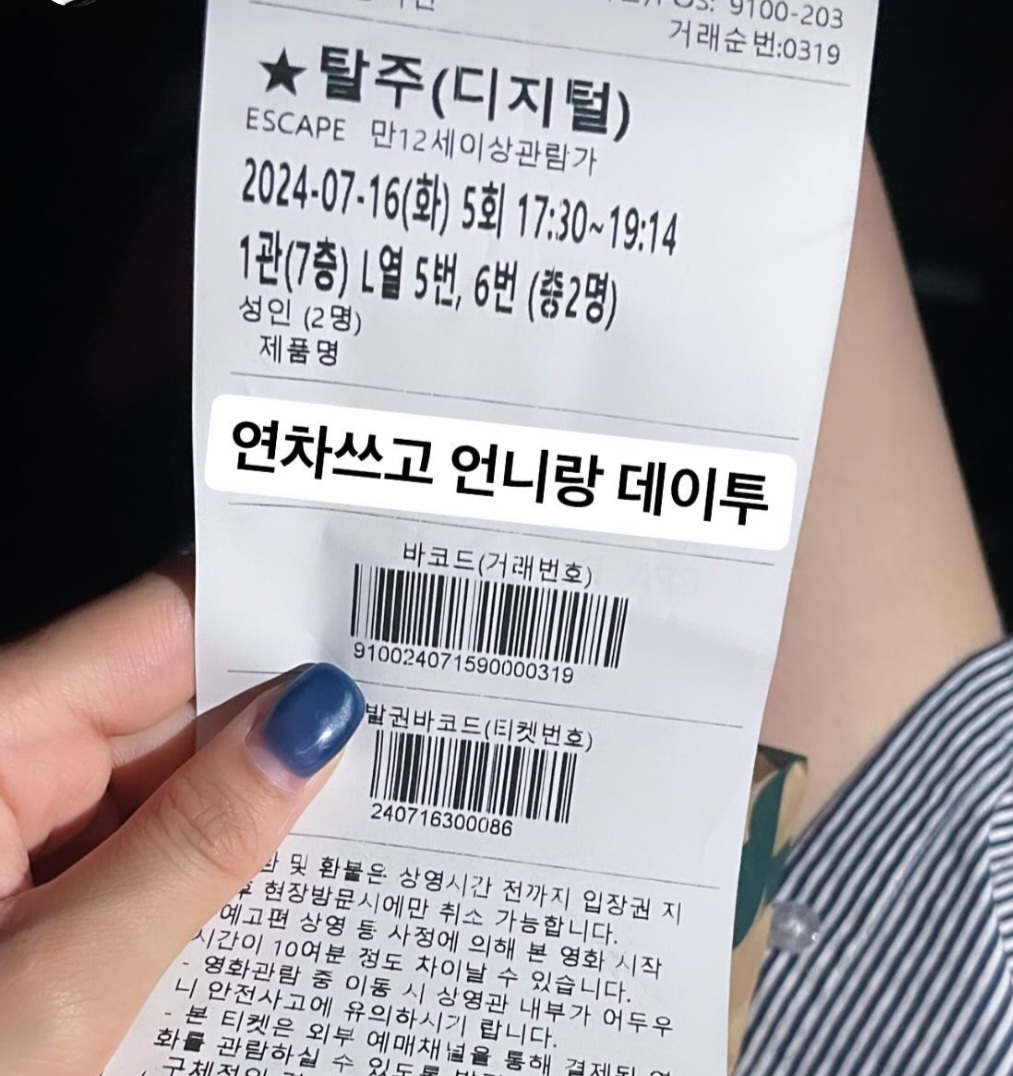 9100-203
거래순번:0319
★탈주(디지털)
ESCAPE 만12세이상관람가
2024-07-16(화) 5회 17:30~19:14
1관(7층) L열 5번, 6번 (총2명)
성인 (2명)
제품명
연차쓰고 언니랑 데이투
바코드(거래번호)
910024071590000319
발권바코드(티켓번호)
240716300086
및 환불은 상영시간 전까지 입장권 지
현장방문시에만 취소 가능합니다.
예고편 상영 등 사정에 의해 본 영화 시작
시간이 10여분 정도 차이날 수 있습니다.
- 영화관람 중 이동 시 상영관 내부가 어두우
니 안전사고에 유의하시기 랍니다.
- 본 티켓은 외부 예매채널을 통해 결제된
화를 관람하실 수 있도록